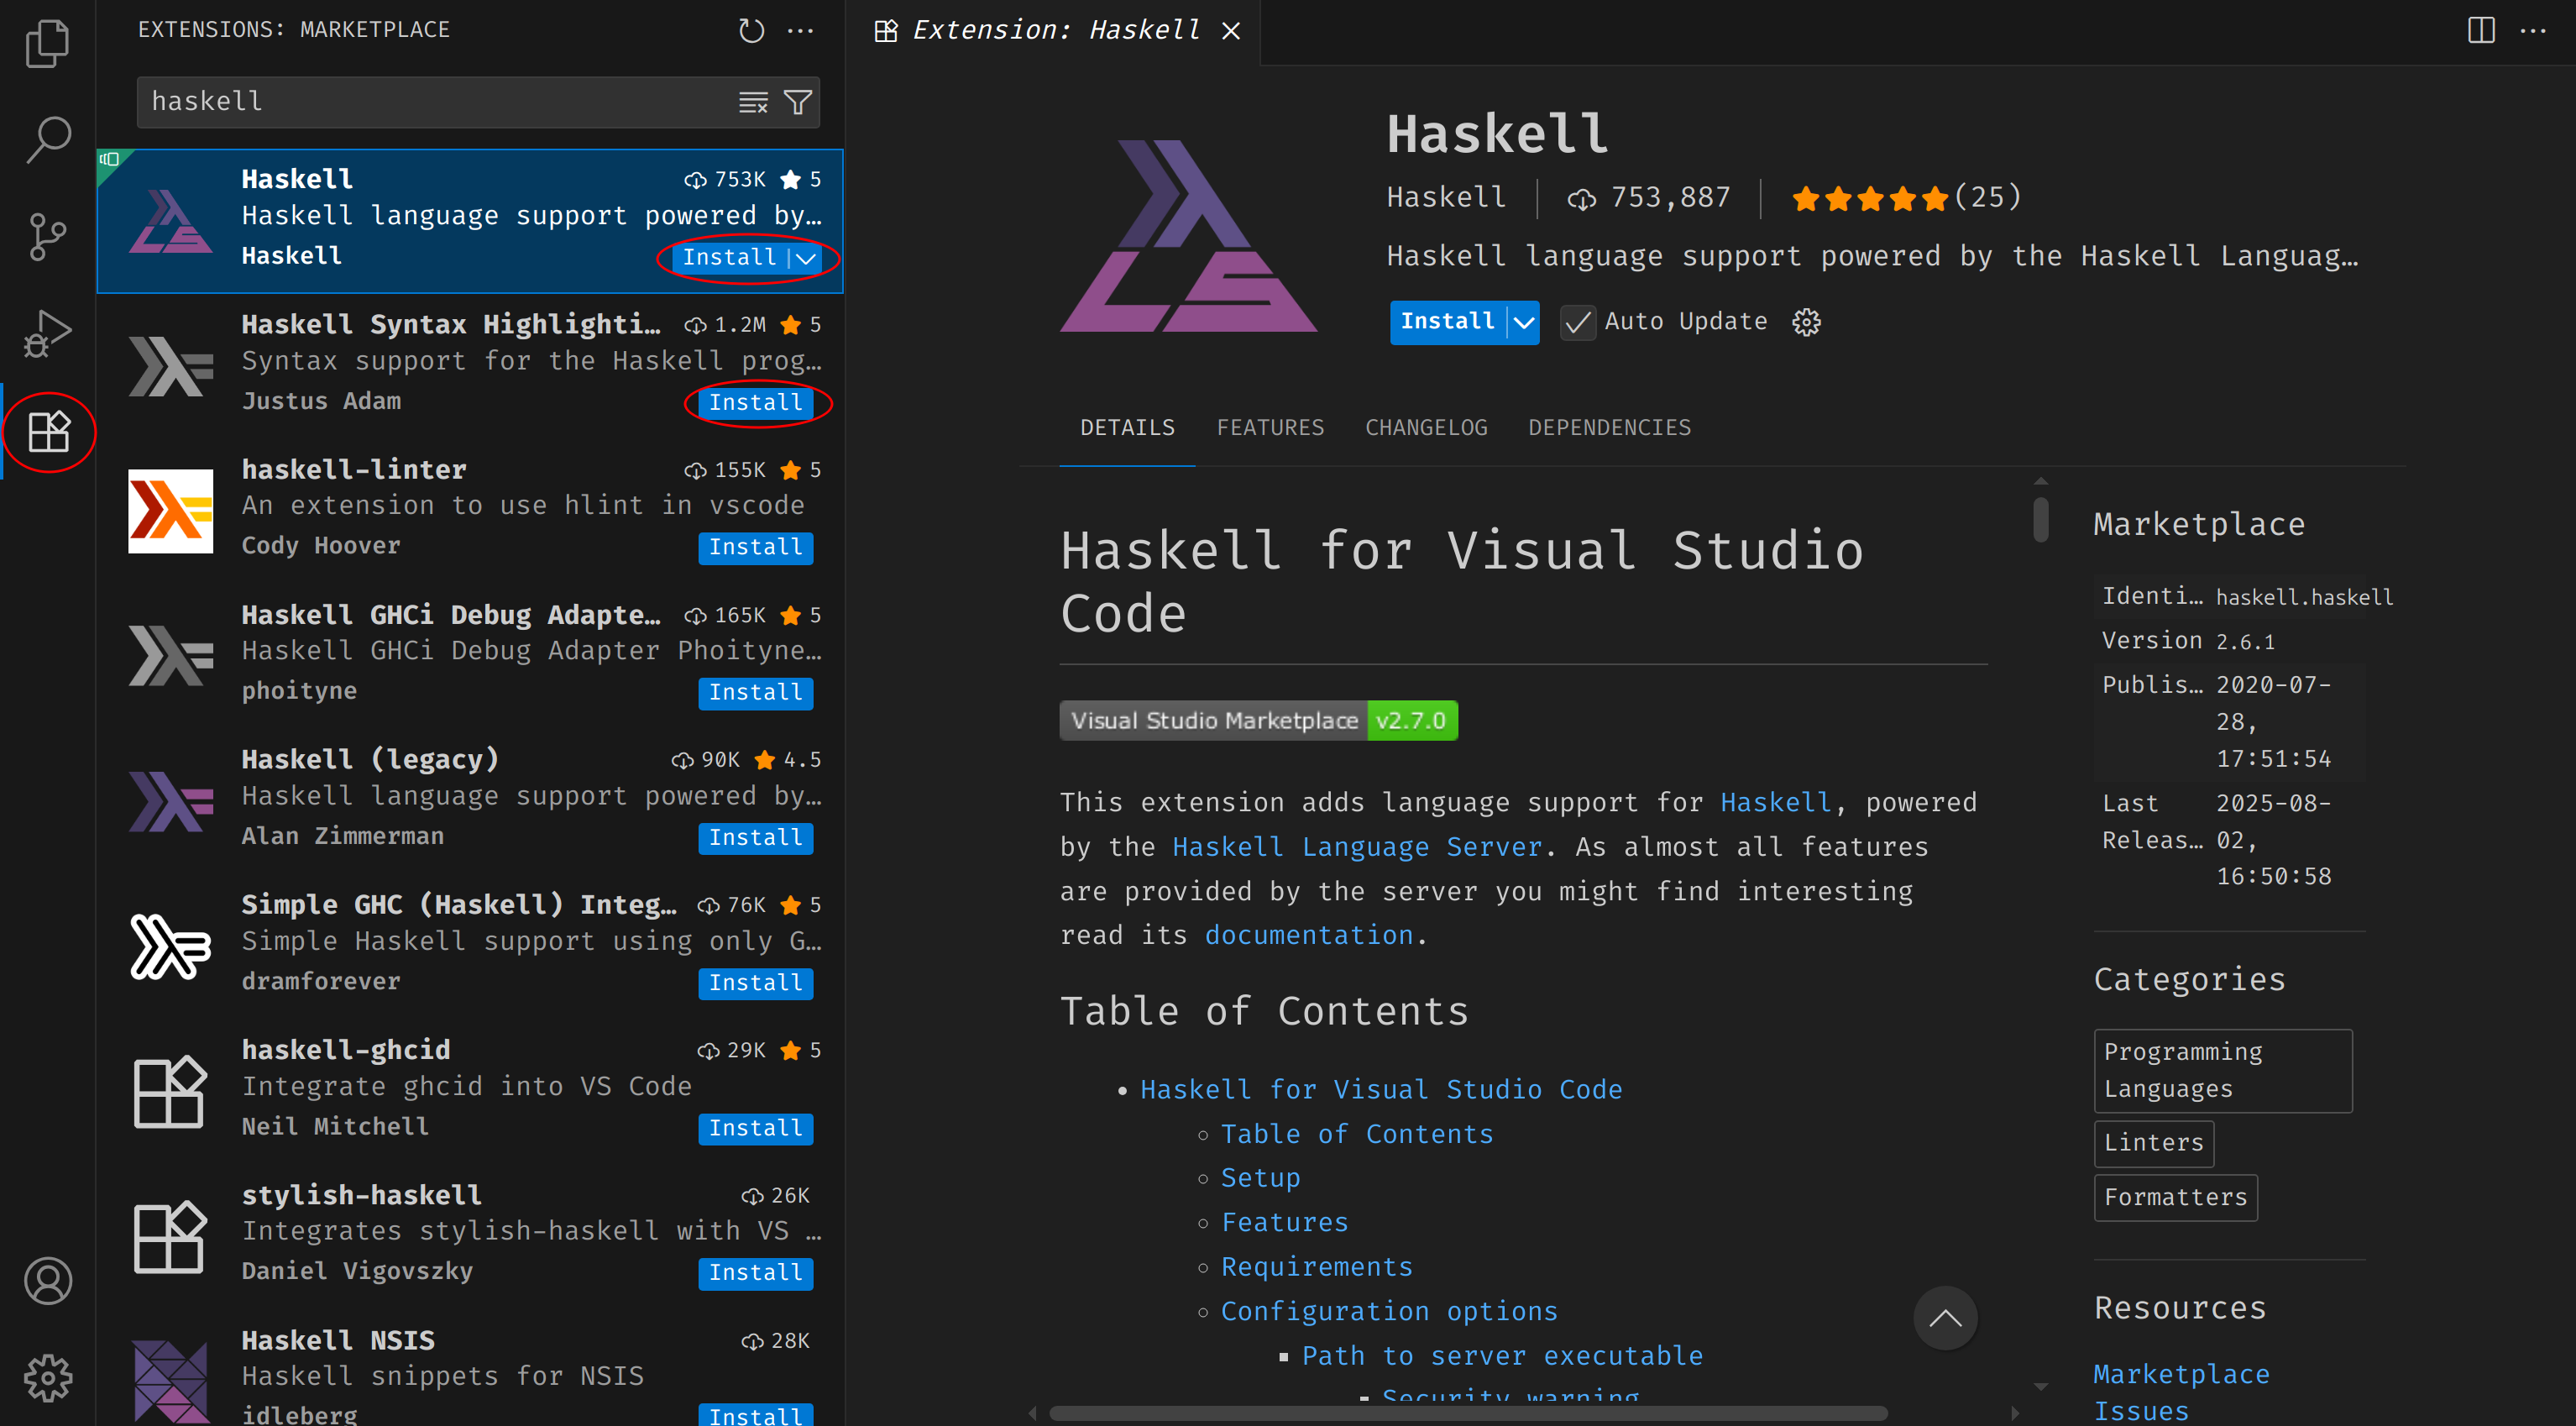 EXTENSIONS: MARKETPLACE
haskell
Haskell 753K 5
Haskell language support powered by…
Haskell Install
Haskell Syntax Highlighti… 1.2M 5
Syntax support for the Haskell prog…
Justus Adam Install
haskell-linter 155K 5
An extension to use hlint in vscode
Cody Hoover Install
Haskell GHCi Debug Adapte… 165K 5
Haskell GHCi Debug Adapter Phoityne…
phoityne Install
Haskell (legacy) 90K 4.5
Haskell language support powered by…
Alan Zimmerman Install
Simple GHC (Haskell) Integ… 76K 5
Simple Haskell support using only G…
dramforever Install
haskell-ghcid 29K 5
Integrate ghcid into VS Code
Neil Mitchell Install
stylish-haskell 26K
Integrates stylish-haskell with VS …
Daniel Vigovszky Install
Haskell NSIS 28K
Haskell snippets for NSIS
idleberg Install
Extension: Haskell
Haskell
Haskell 753,887 (25)
Haskell language support powered by the Haskell Languag…
Install Auto Update
DETAILS FEATURES CHANGELOG DEPENDENCIES
Haskell for Visual Studio
Code
Visual Studio Marketplace v2.7.0
This extension adds language support for Haskell, powered
by the Haskell Language Server. As almost all features
are provided by the server you might find interesting
read its documentation.
Table of Contents
Haskell for Visual Studio Code
Table of Contents
Setup
Features
Requirements
Configuration options
Path to server executable
Security warning
Marketplace
Identi… haskell.haskell
Version 2.6.1
Publis… 2020-07-
28,
17:51:54
Last 2025-08-
Releas… 02,
16:50:58
Categories
Programming
Languages
Linters
Formatters
Resources
Marketplace
Issues